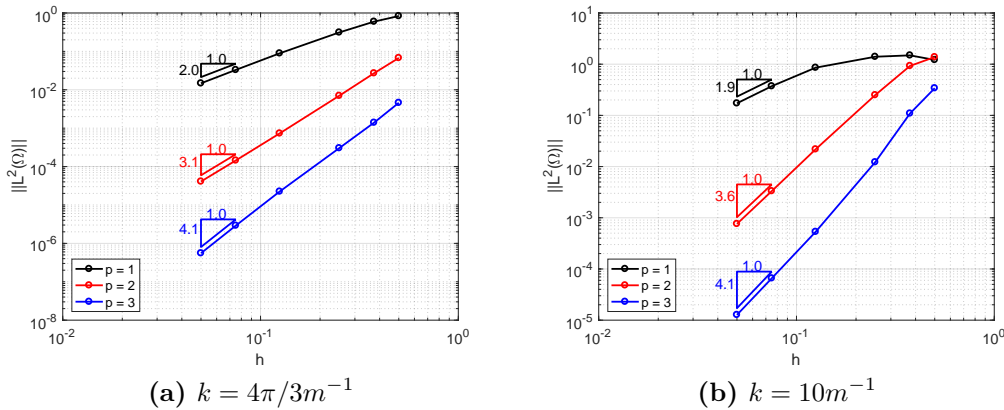 10^0
10^-2
10^-4
10^-6
10^-8
||L^2(Ω)||
1.0
2.0
1.0
3.1
1.0
4.1
p = 1
p = 2
p = 3
10^-2
10^-1
10^0
h
(a) k = 4π/3m^-1
10^1
10^0
10^-1
10^-2
10^-3
10^-4
10^-5
||L^2(Ω)||
1.0
1.9
1.0
3.6
1.0
4.1
p = 1
p = 2
p = 3
10^-2
10^-1
10^0
h
(b) k = 10m^-1